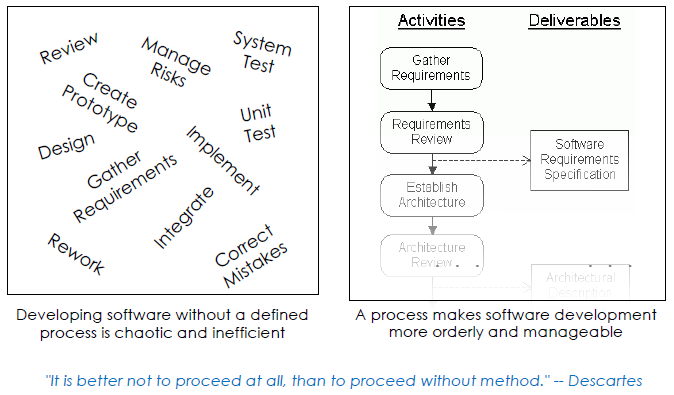 Review
Manage
Risks
System
Test
Create
Prototype
Unit
Test
Design
Gather
Requirements
Implement
Integrate
Rework
Correct
Mistakes
Developing software without a defined
process is chaotic and inefficient
Activities
Deliverables
Gather
Requirements
Requirements
Review
Software
Requirements
Specification
Establish
Architecture
Architecture
Review
Architectural
Description
A process makes software development
more orderly and manageable
"It is better not to proceed at all, than to proceed without method." -- Descartes